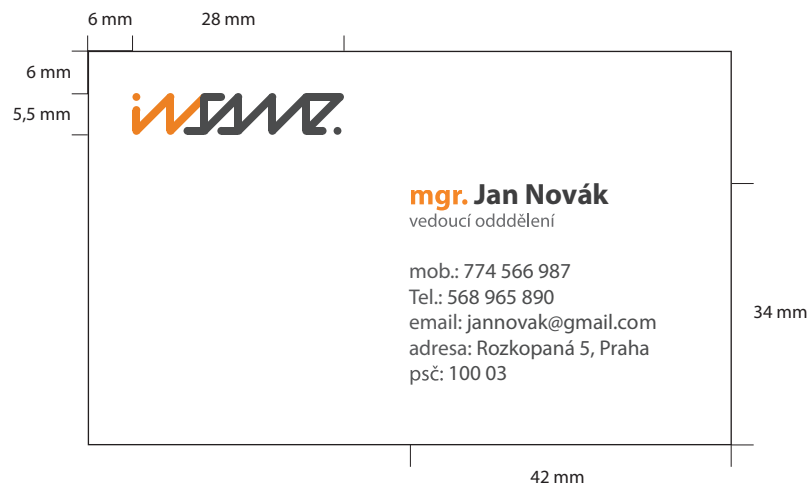 6 mm
28 mm
6 mm
5,5 mm
insane.
mgr. Jan Novák
vedoucí odddělení
mob.: 774 566 987
Tel.: 568 965 890
email: jannovak@gmail.com
adresa: Rozkopaná 5, Praha
psč: 100 03
34 mm
42 mm